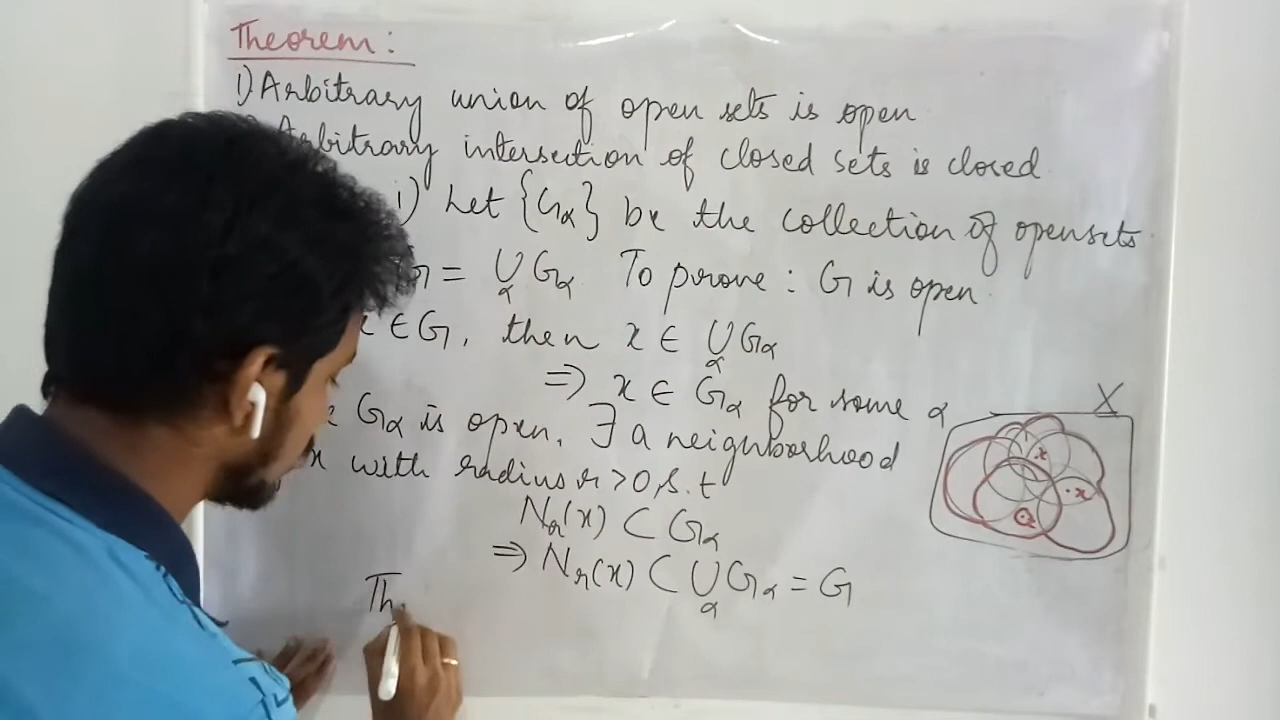 Theorem:
1) Arbitrary union of open sets is open
Arbitrary intersection of closed sets is closed
i) Let {Gα} be the collection of opensets
G = ∪α Gα To prove : G is open.
x ∈ G, then x ∈ ∪α Gα
⇒ x ∈ Gα for some α
Gα is open, ∃ a neighborhood
x with radius r > 0, s.t
Nr(x) ⊂ Gα
⇒ Nr(x) ⊂ ∪α Gα = G
Th
X
x
x